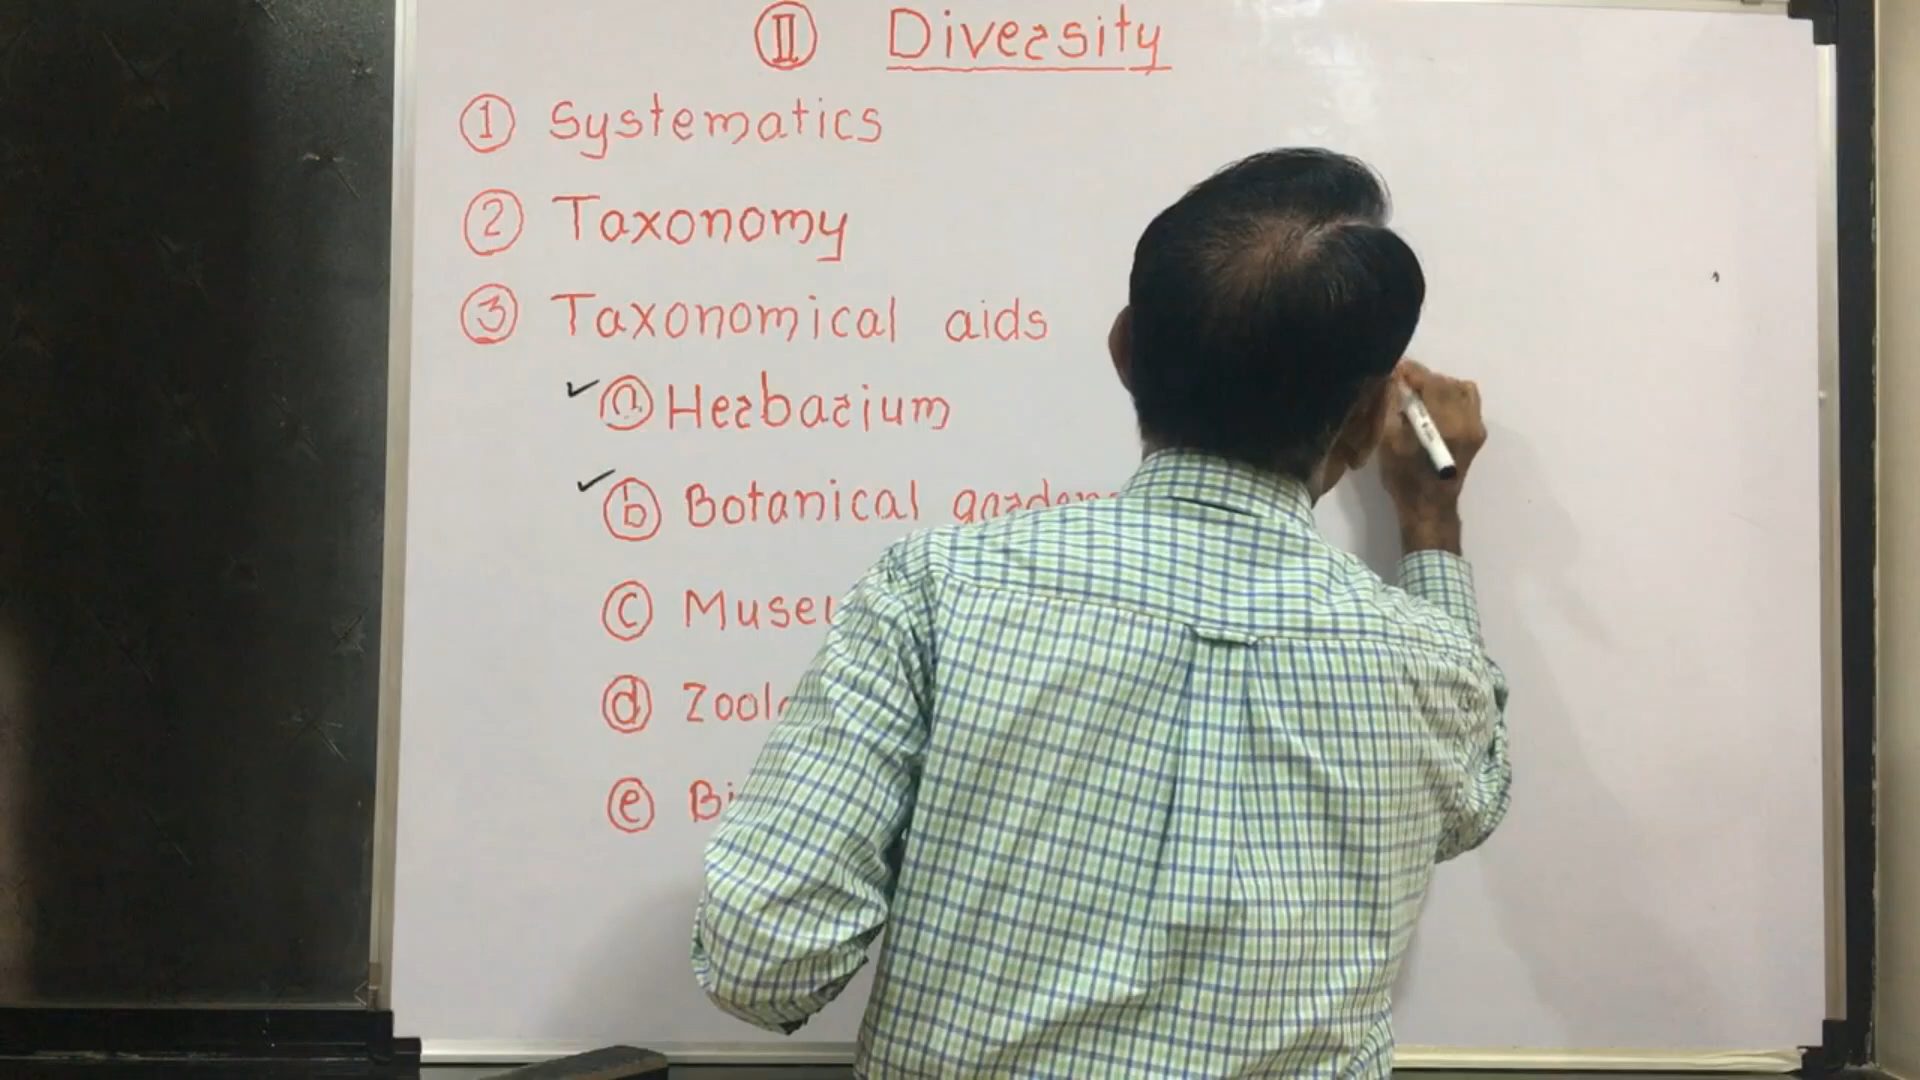 II Diversity
1 Systematics
2 Taxonomy
3 Taxonomical aids
✓ a Herbarium
✓ b Botanical
c
d
e